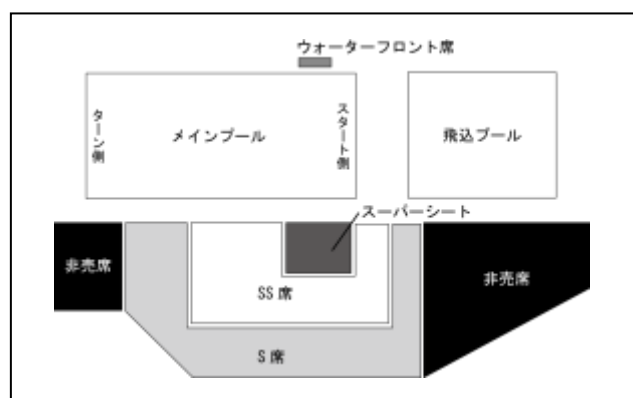 ウォーターフロント席
ターン側
メインプール
スタート側
飛込プール
スーパーシート
非売席
SS席
非売席
S席